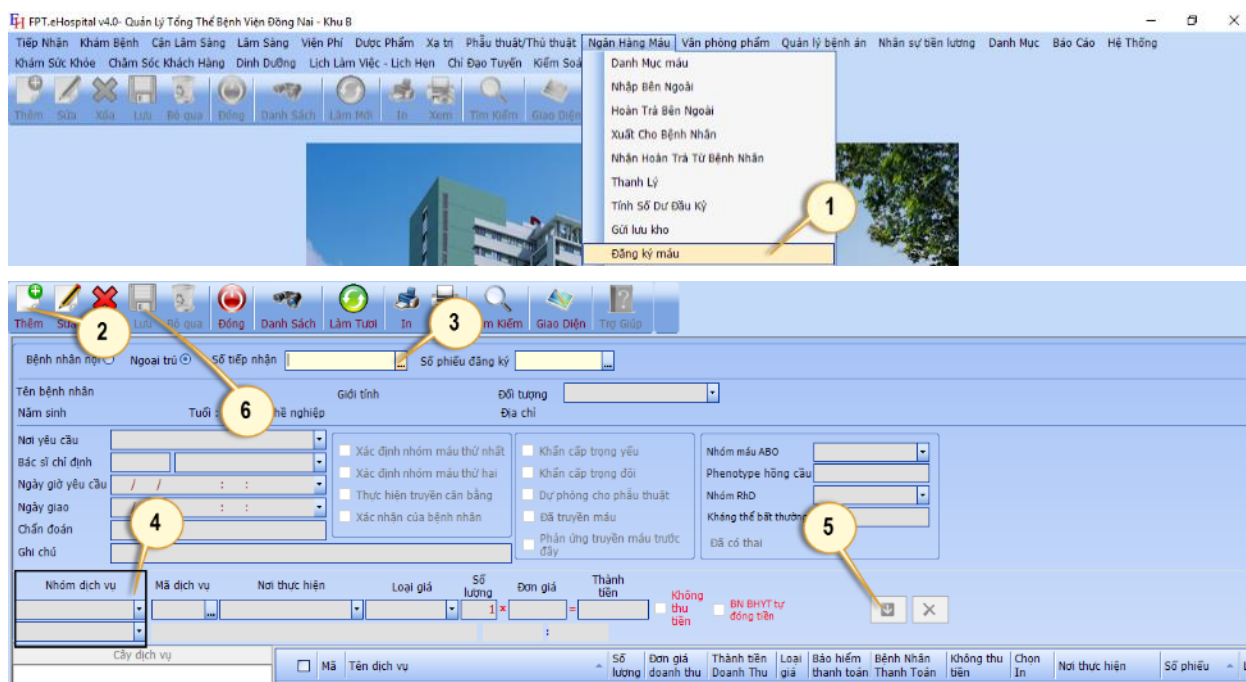 FPT.eHospital v4.0- Quản Lý Tổng Thể Bệnh Viện Đồng Nai - Khu B
Tiếp Nhận Khám Bệnh Cận Lâm Sàng Lâm Sàng Viện Phí Dược Phẩm Xạ trị Phẫu thuật/Thủ thuật Ngân Hàng Máu Văn phòng phẩm Quản lý bệnh án Nhân sự tiền lương Danh Mục Báo Cáo Hệ Thống
Khám Sức Khỏe Chăm Sóc Khách Hàng Dinh Dưỡng Lịch Làm Việc - Lịch Hẹn Chỉ Đạo Tuyến Kiểm Soá
Thêm Sửa Xóa Lưu Bỏ qua Đóng Danh Sách Làm Mới In Xem Tìm Kiếm Giao Diện
Danh Mục máu
Nhập Bên Ngoài
Hoàn Trả Bên Ngoài
Xuất Cho Bệnh Nhân
Nhận Hoàn Trả Từ Bệnh Nhân
Thanh Lý
Tính Số Dư Đầu Kỳ
Gửi lưu kho
Đăng ký máu
1
Thêm Sửa Lưu Bỏ qua Đóng Danh Sách Làm Tươi In m Kiếm Giao Diện Trợ Giúp
2
3
Bệnh nhân nội Ngoại trú Số tiếp nhận ... Số phiếu đăng ký ...
Tên bệnh nhân Giới tính Đối tượng
Năm sinh Tuổi : hề nghiệp Địa chỉ
6
Nơi yêu cầu
Bác sĩ chỉ định
Ngày giờ yêu cầu / / : :
Ngày giao / : :
Chẩn đoán
Ghi chú
4
Xác định nhóm máu thứ nhất
Xác định nhóm máu thứ hai
Thực hiện truyền cân bằng
Xác nhận của bệnh nhân
Khẩn cấp trọng yếu
Khẩn cấp trọng đối
Dự phòng cho phẫu thuật
Đã truyền máu
Phản ứng truyền máu trước
đây
Nhóm máu ABO
Phenotype hồng cầu
Nhóm RhD
Kháng thể bất thường
Đã có thai
5
Nhóm dịch vụ Mã dịch vụ Nơi thực hiện Loại giá Số lượng Đơn giá Thành tiền
... 1 × = Không thu tiền BN BHYT tự đóng tiền
:
Cây dịch vụ
Mã Tên dịch vụ Số lượng Đơn giá doanh thu Thành tiền Doanh Thu Loại giá Bảo hiểm thanh toán Bệnh Nhân Thanh Toán Không thu tiền Chọn In Nơi thực hiện Số phiếu